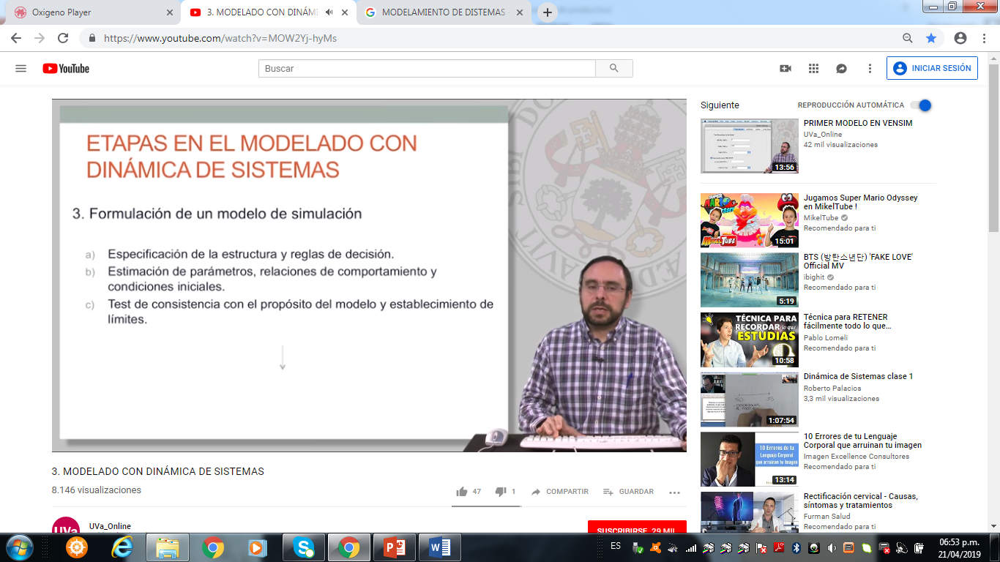 Oxigeno Player
3. MODELADO CON DINÁMI
MODELAMIENTO DE DISTEMAS
https://www.youtube.com/watch?v=MOW2Yj-hyMs
YouTube
Buscar
INICIAR SESIÓN
ETAPAS EN EL MODELADO CON
DINÁMICA DE SISTEMAS
3. Formulación de un modelo de simulación
a) Especificación de la estructura y reglas de decisión.
b) Estimación de parámetros, relaciones de comportamiento y
condiciones iniciales.
c) Test de consistencia con el propósito del modelo y establecimiento de
límites.
3. MODELADO CON DINÁMICA DE SISTEMAS
8.146 visualizaciones
47
1
COMPARTIR
GUARDAR
UVa
UVa_Online
SUSCRIBIRSE 29 MIL
Siguiente
REPRODUCCIÓN AUTOMÁTICA
13:56
PRIMER MODELO EN VENSIM
UVa_Online
42 mil visualizaciones
SUPER
MARIO
MIKELTUBE
15:01
Jugamos Super Mario Odyssey
en MikelTube !
MikelTube
Recomendado para ti
5:19
BTS (방탄소년단) 'FAKE LOVE'
Official MV
ibighit
Recomendado para ti
TÉCNICA PARA
RECORDAR lo que
ESTUDIAS
10:58
Técnica para RETENER
fácilmente todo lo que...
Pablo Lomeli
Recomendado para ti
1:07:54
Dinámica de Sistemas clase 1
Roberto Palacios
3,3 mil visualizaciones
10 Errores de tu
Lenguaje Corporal
que arruinan tu imagen
13:14
10 Errores de tu Lenguaje
Corporal que arruinan tu imagen
Imagen Excellence Consultores
Recomendado para ti
Rectificación cervical - Causas,
síntomas y tratamientos
Furman Salud
Recomendado para ti
ES
06:53 p.m.
21/04/2019